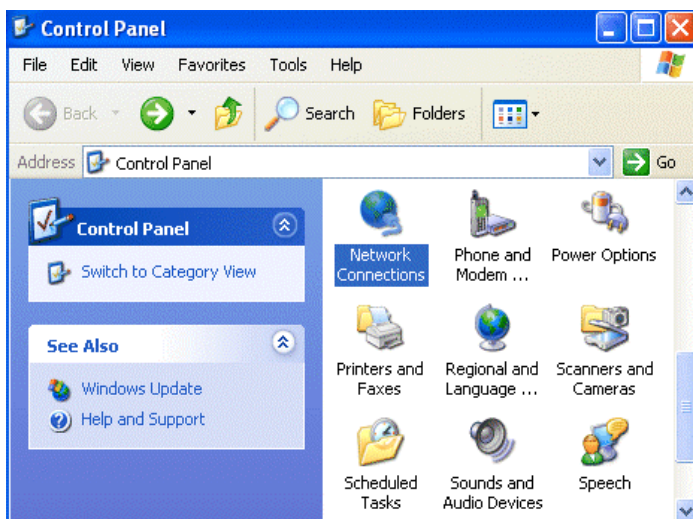 Control Panel
File Edit View Favorites Tools Help
Back Search Folders
Address Control Panel Go
Control Panel
Switch to Category View
See Also
Windows Update
Help and Support
Network Connections
Phone and Modem ...
Power Options
Printers and Faxes
Regional and Language ...
Scanners and Cameras
Scheduled Tasks
Sounds and Audio Devices
Speech